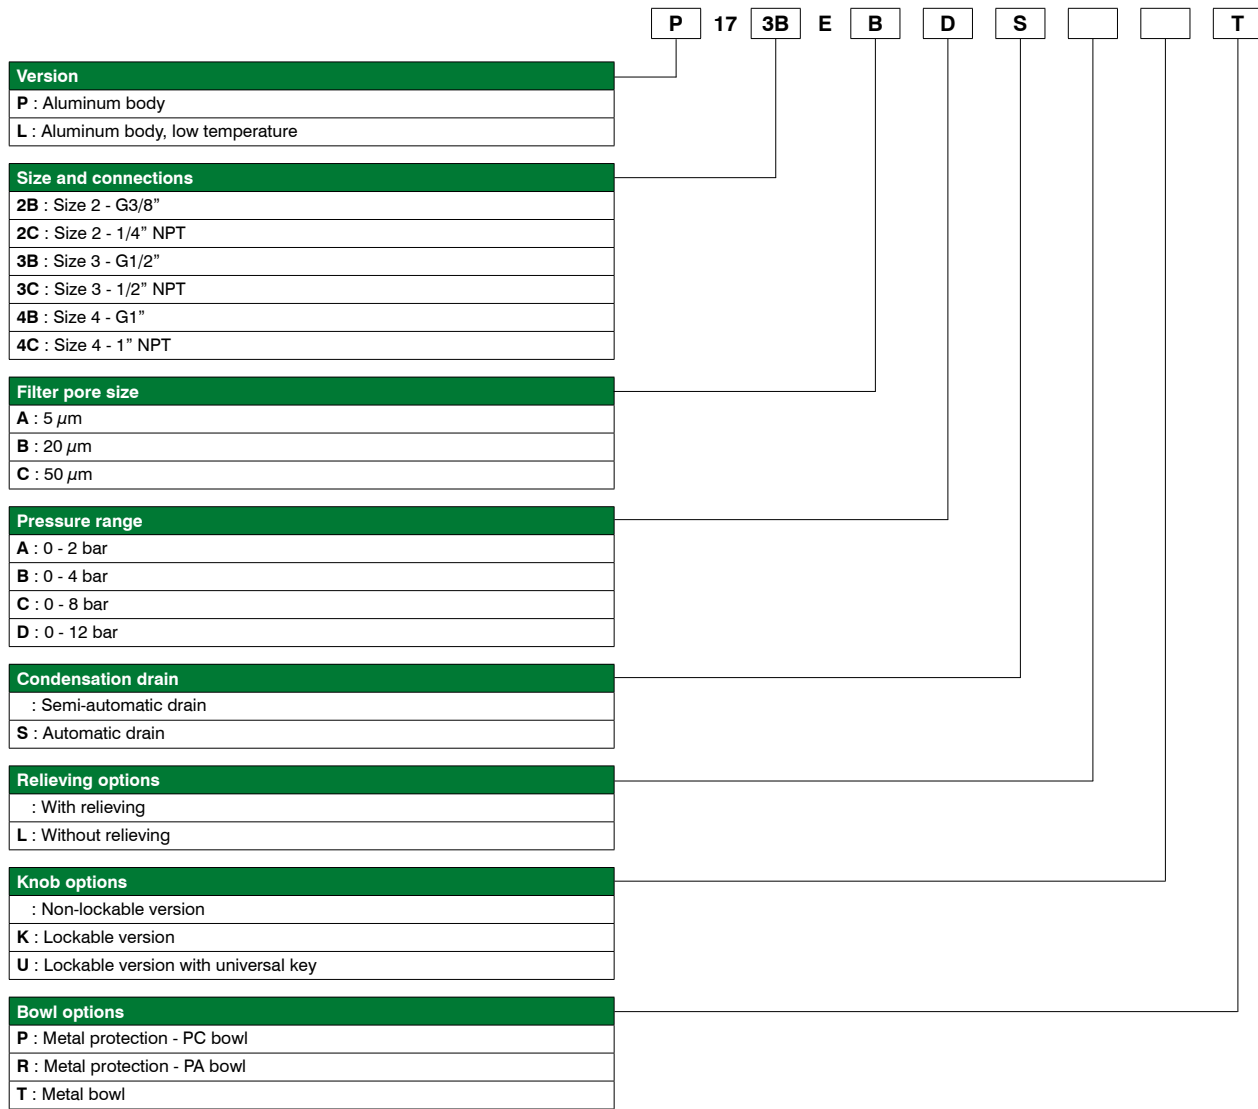 P 17 3B E B D S T
Version
P : Aluminum body
L : Aluminum body, low temperature
Size and connections
2B : Size 2 - G3/8”
2C : Size 2 - 1/4” NPT
3B : Size 3 - G1/2”
3C : Size 3 - 1/2” NPT
4B : Size 4 - G1”
4C : Size 4 - 1” NPT
Filter pore size
A : 5 µm
B : 20 µm
C : 50 µm
Pressure range
A : 0 - 2 bar
B : 0 - 4 bar
C : 0 - 8 bar
D : 0 - 12 bar
Condensation drain
: Semi-automatic drain
S : Automatic drain
Relieving options
: With relieving
L : Without relieving
Knob options
: Non-lockable version
K : Lockable version
U : Lockable version with universal key
Bowl options
P : Metal protection - PC bowl
R : Metal protection - PA bowl
T : Metal bowl